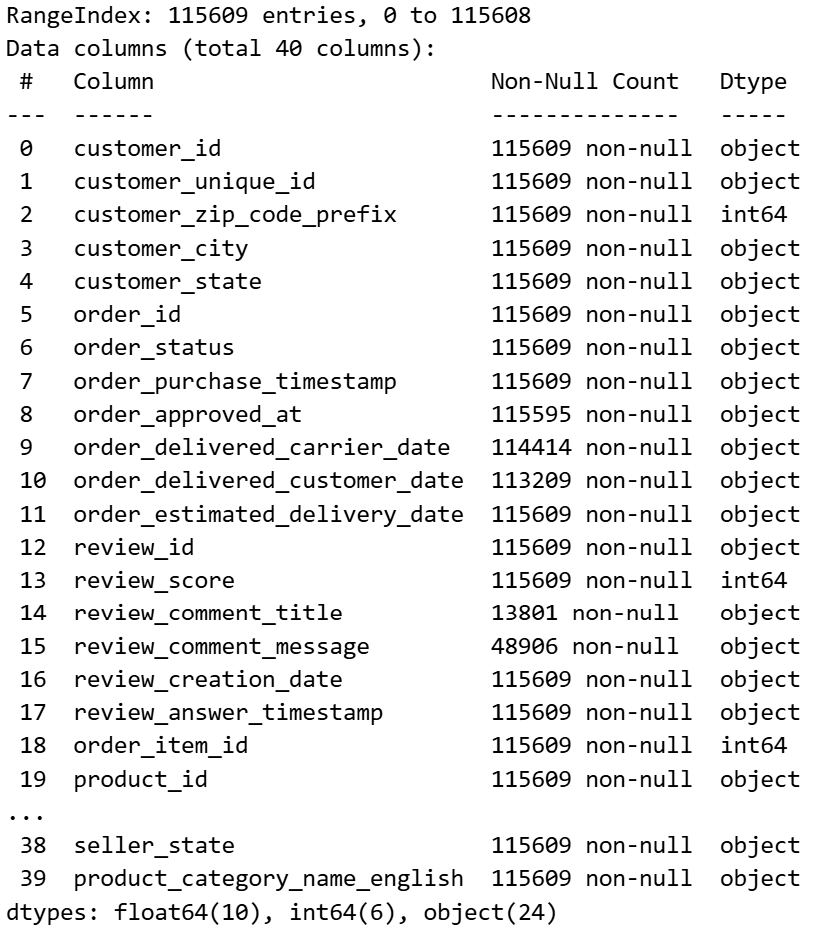 RangeIndex: 115609 entries, 0 to 115608
Data columns (total 40 columns):
 #   Column                         Non-Null Count   Dtype
---  ------                         --------------   -----
 0   customer_id                    115609 non-null  object
 1   customer_unique_id             115609 non-null  object
 2   customer_zip_code_prefix       115609 non-null  int64
 3   customer_city                  115609 non-null  object
 4   customer_state                 115609 non-null  object
 5   order_id                       115609 non-null  object
 6   order_status                   115609 non-null  object
 7   order_purchase_timestamp       115609 non-null  object
 8   order_approved_at              115595 non-null  object
 9   order_delivered_carrier_date   114414 non-null  object
 10  order_delivered_customer_date  113209 non-null  object
 11  order_estimated_delivery_date  115609 non-null  object
 12  review_id                      115609 non-null  object
 13  review_score                   115609 non-null  int64
 14  review_comment_title           13801 non-null   object
 15  review_comment_message         48906 non-null   object
 16  review_creation_date           115609 non-null  object
 17  review_answer_timestamp        115609 non-null  object
 18  order_item_id                  115609 non-null  int64
 19  product_id                     115609 non-null  object
...
 38  seller_state                   115609 non-null  object
 39  product_category_name_english  115609 non-null  object
dtypes: float64(10), int64(6), object(24)